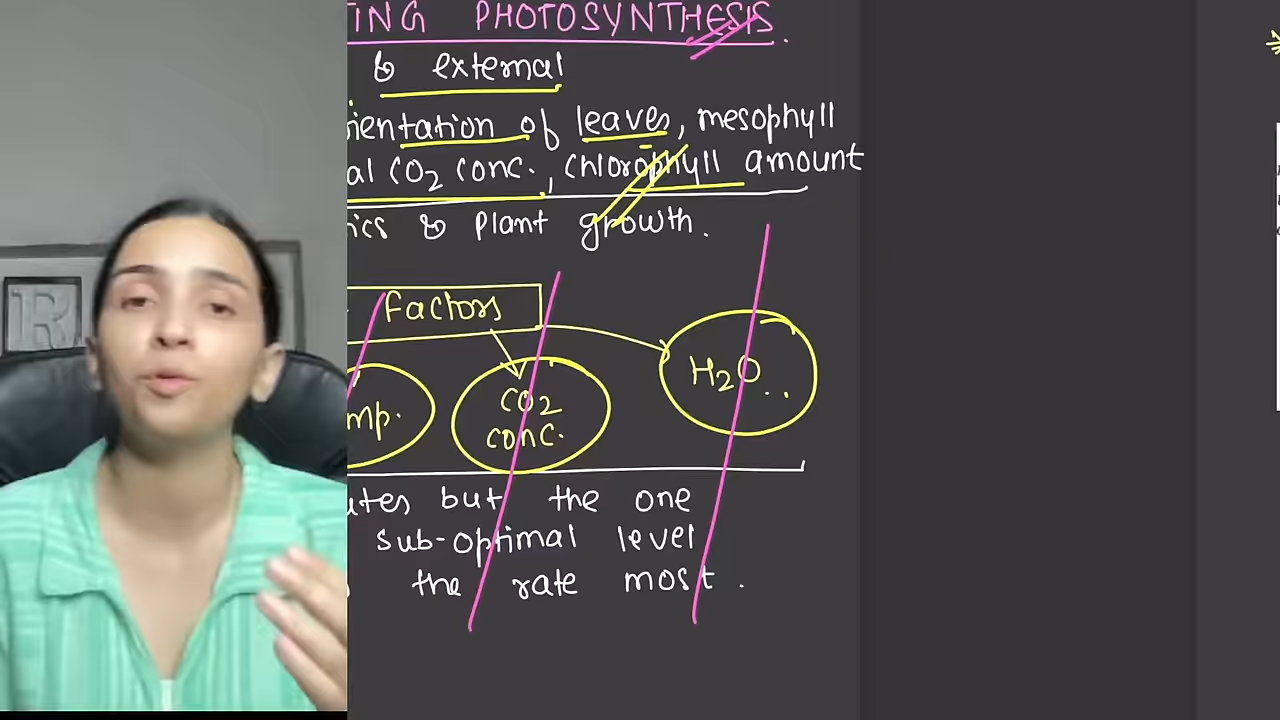 TING PHOTOSYNTHESIS.
& external
ientation of leaves, mesophyll
al CO2 conc., chlorophyll amount
ics & plant growth.
Factors
mp.
CO2
conc.
H2O
utes but the one
sub-optimal level
the rate most.
R